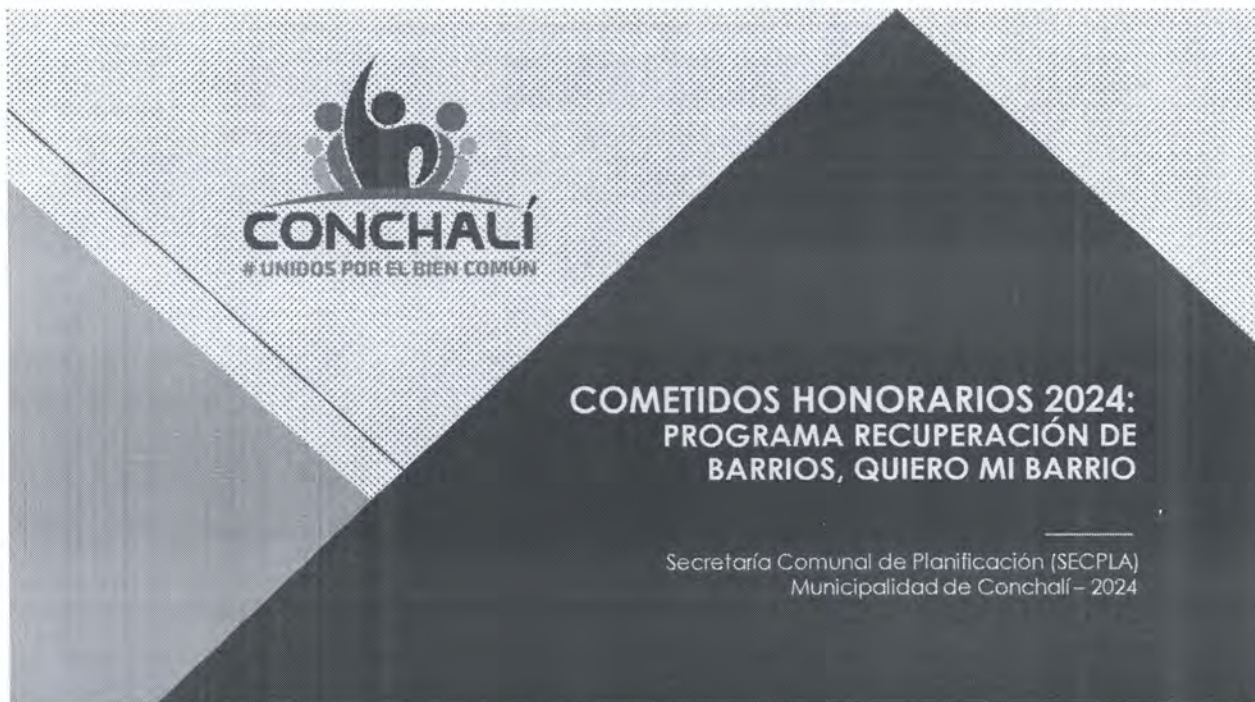 CONCHALÍ
# UNIDOS POR EL BIEN COMÚN
COMETIDOS HONORARIOS 2024:
PROGRAMA RECUPERACIÓN DE
BARRIOS, QUIERO MI BARRIO
Secretaría Comunal de Planificación (SECPLA)
Municipalidad de Conchalí – 2024